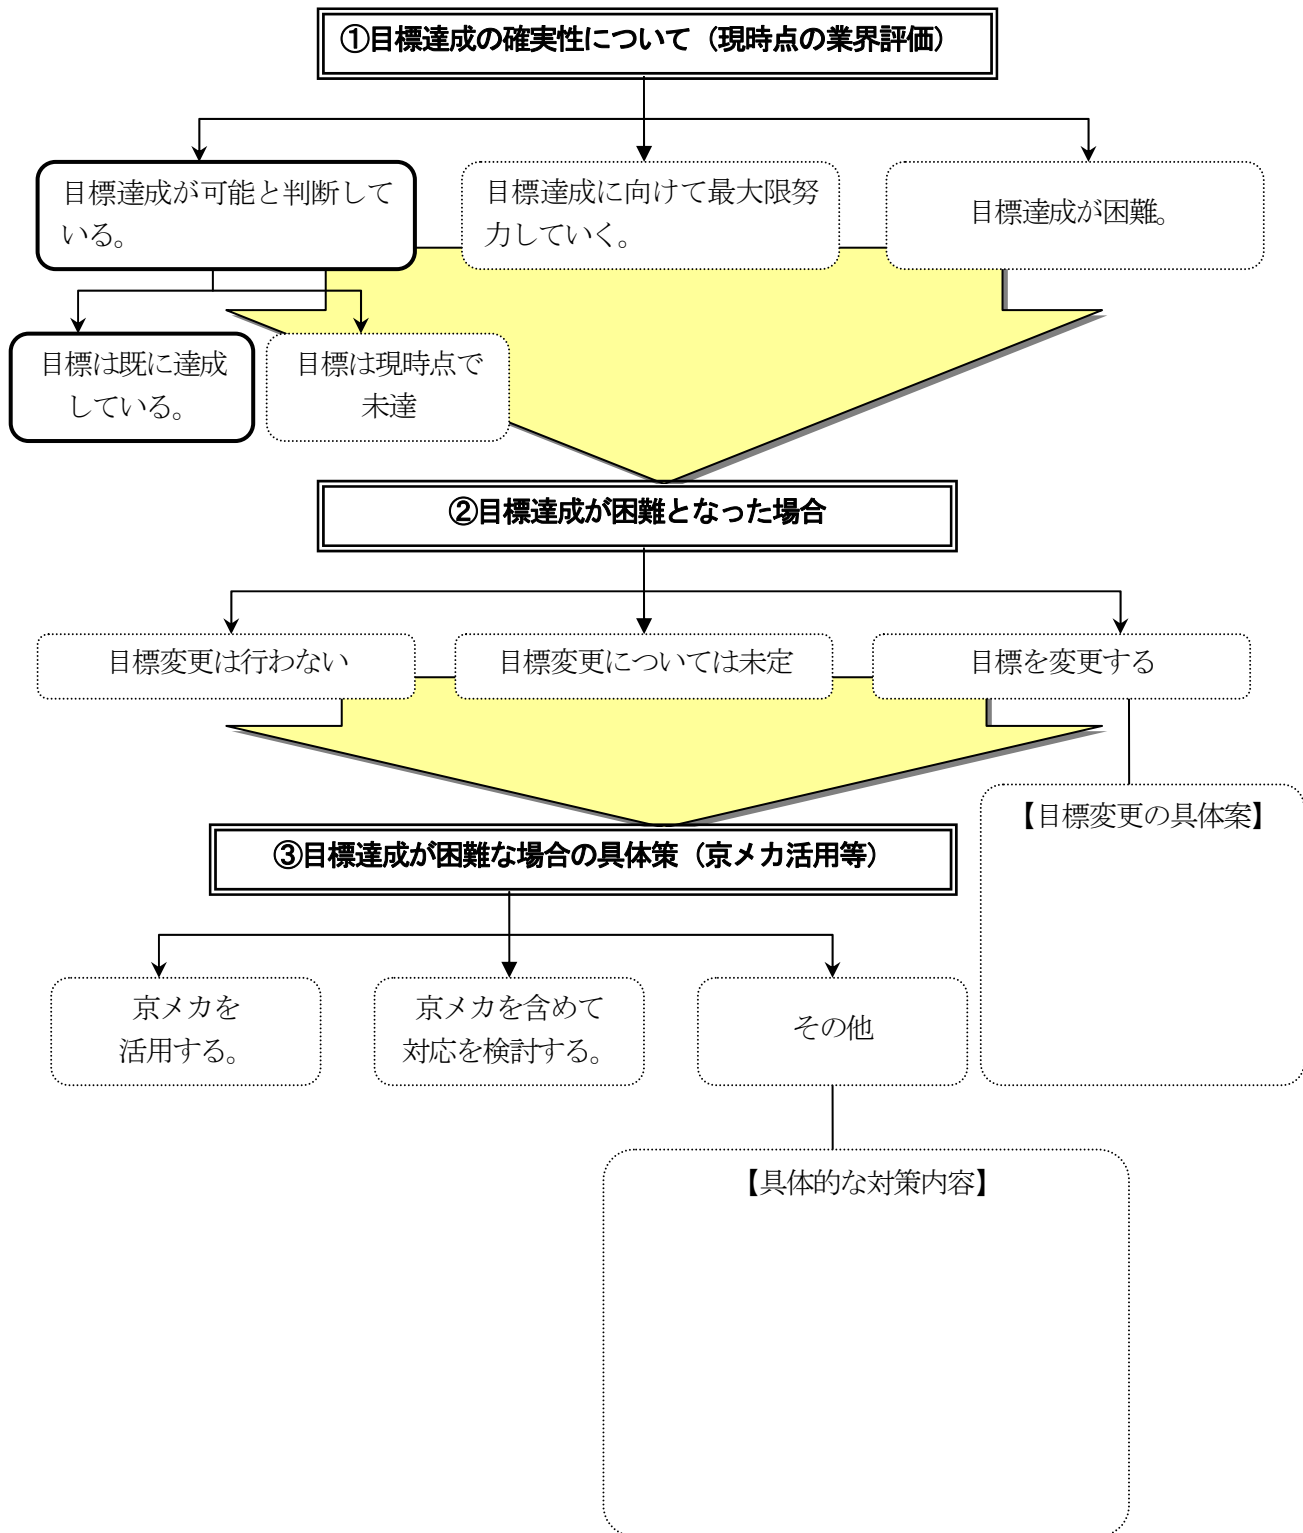 ①目標達成の確実性について（現時点の業界評価）
目標達成が可能と判断して
いる。
目標達成に向けて最大限努
力していく。
目標達成が困難。
目標は既に達成
している。
目標は現時点で
未達
②目標達成が困難となった場合
目標変更は行わない
目標変更については未定
目標を変更する
【目標変更の具体案】
③目標達成が困難な場合の具体策（京メカ活用等）
京メカを
活用する。
京メカを含めて
対応を検討する。
その他
【具体的な対策内容】